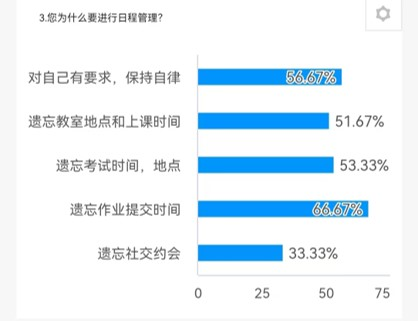 3.您为什么要进行日程管理?
对自己有要求，保持自律
56.67%
遗忘教室地点和上课时间
51.67%
遗忘考试时间，地点
53.33%
遗忘作业提交时间
66.67%
遗忘社交约会
33.33%
0 25 50 75